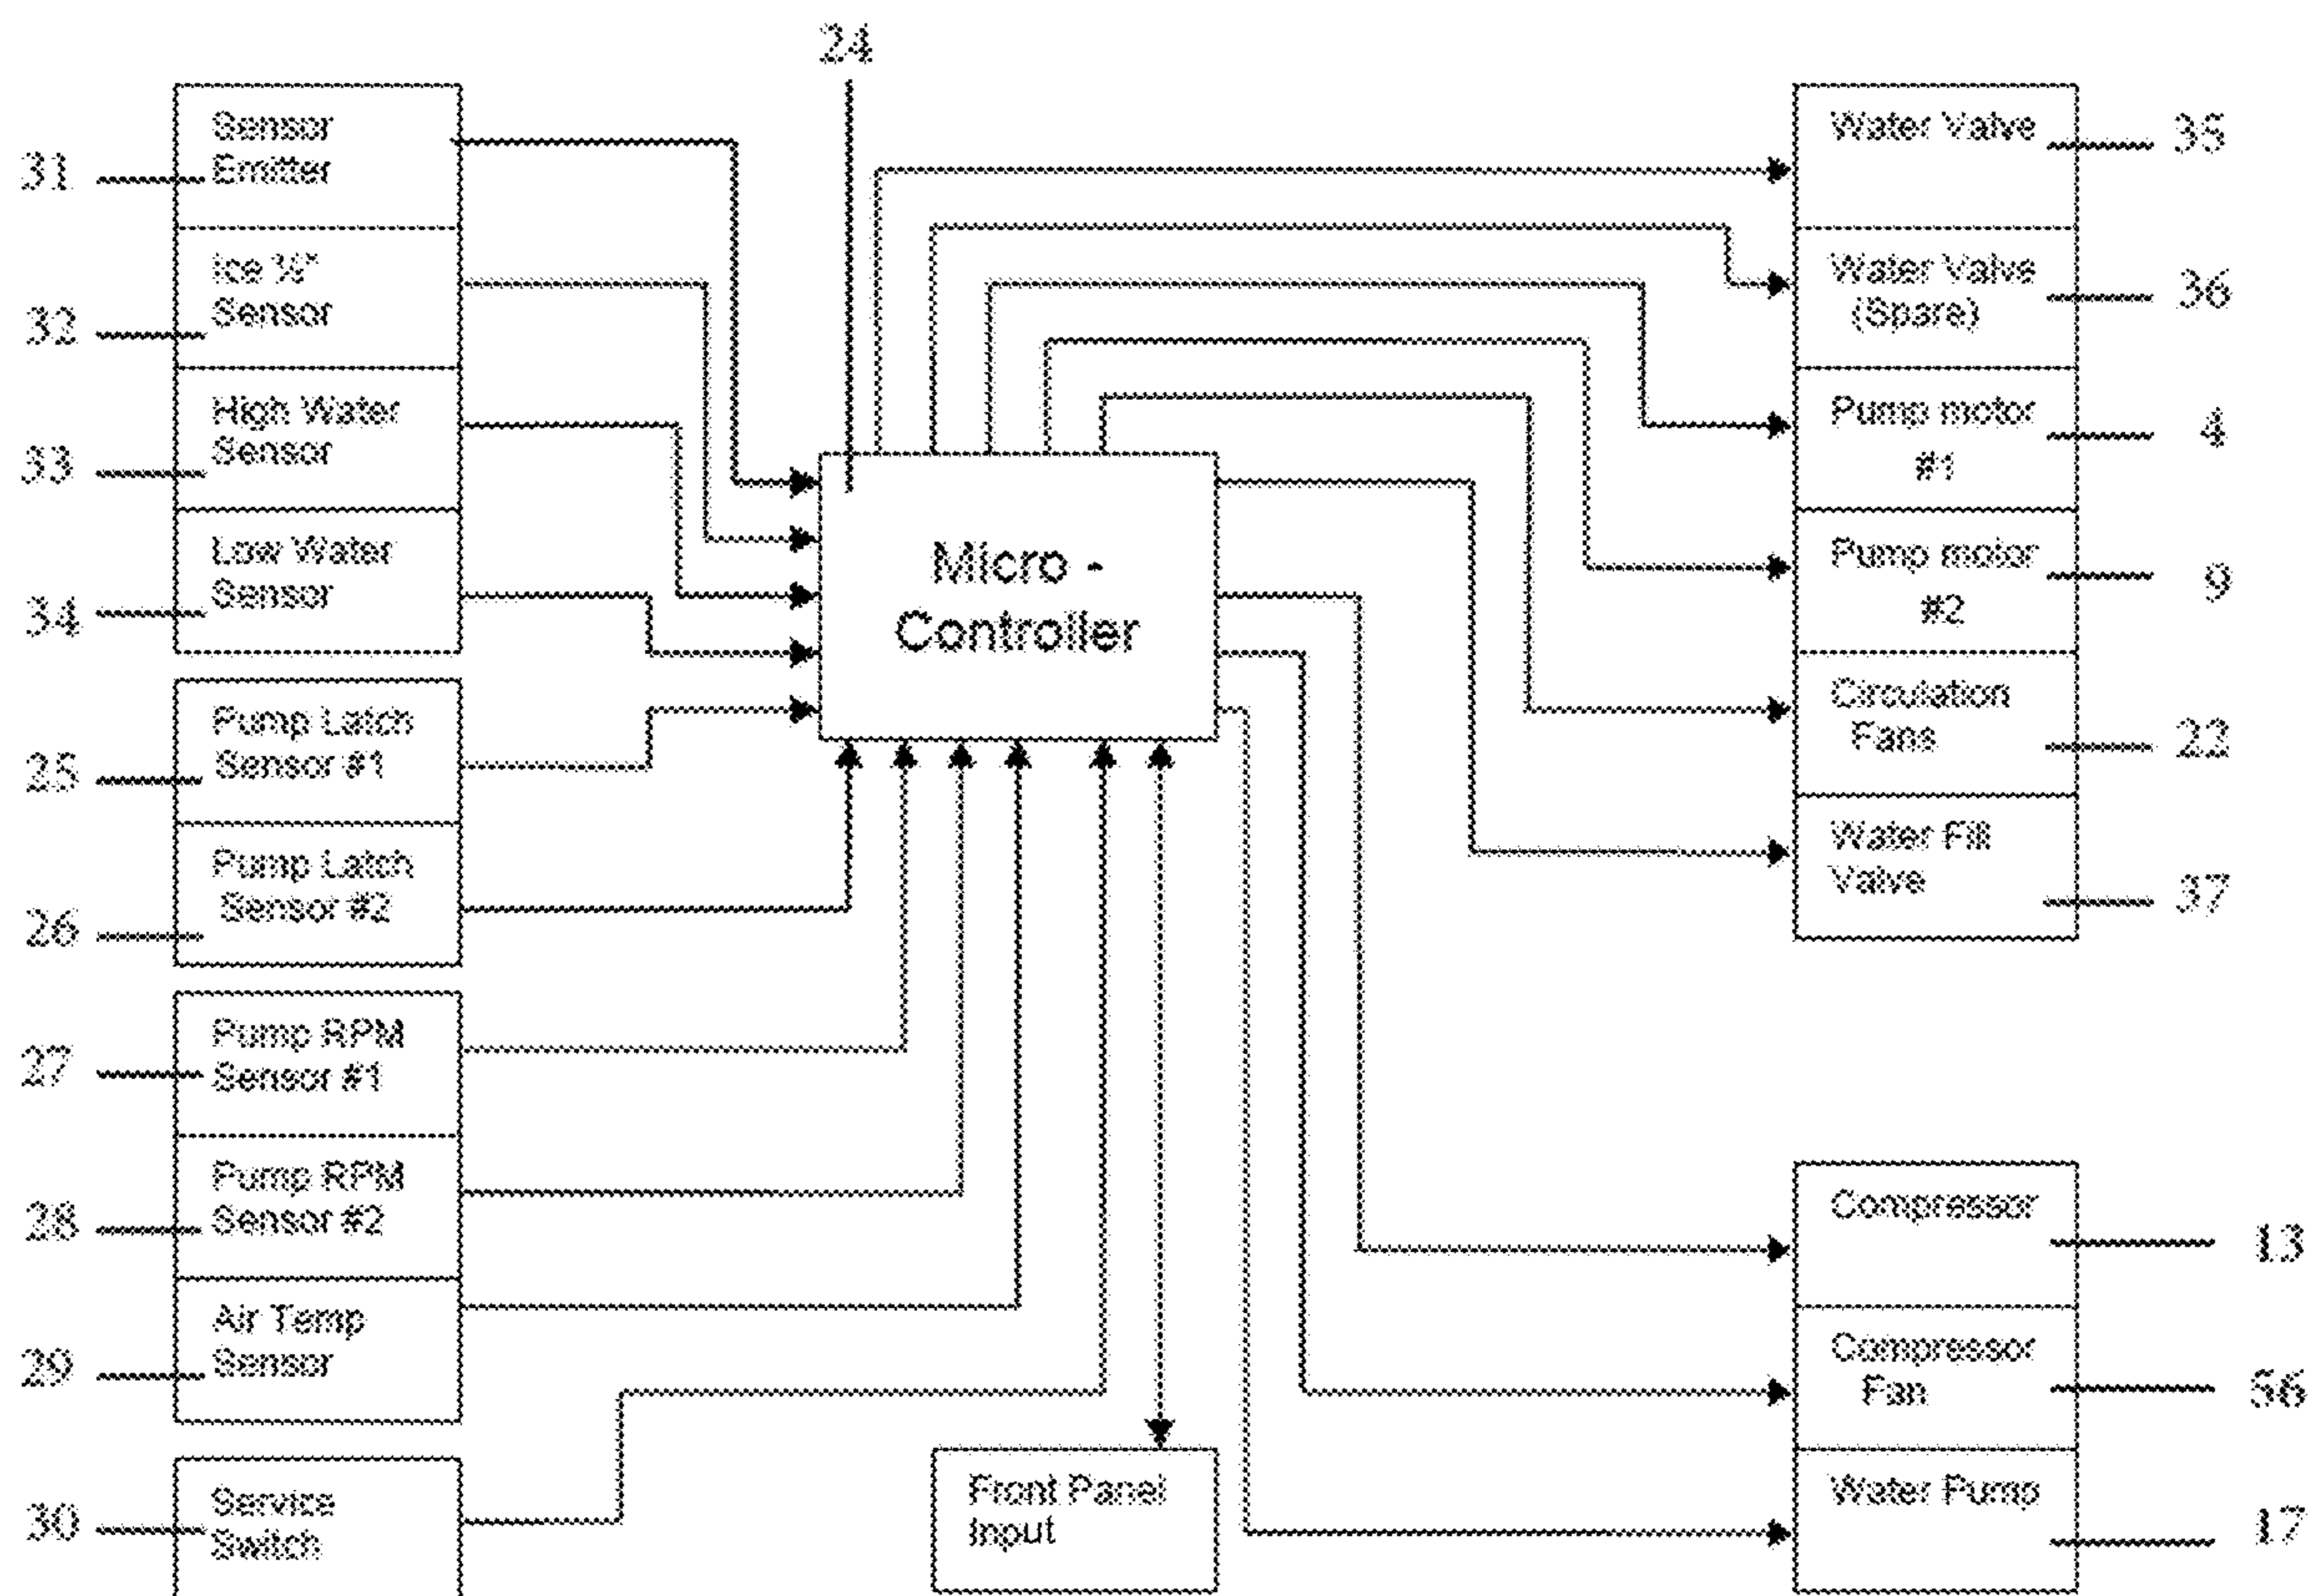 24
31
Sensor
Emitter
32
Ice
Sensor
33
High Water
Sensor
34
Low Water
Sensor
25
Pump Latch
Sensor #1
26
Pump Latch
Sensor #2
27
Pump RPM
Sensor #1
28
Pump RPM
Sensor #2
29
Air Temp
Sensor
30
Service
Switch
Micro -
Controller
Front Panel
Input
Water Valve
35
Water Valve
(Spare)
36
Pump motor
#1
4
Pump motor
#2
9
Circulation
Fans
22
Water Fill
Valve
37
Compressor
13
Compressor
Fan
56
Water Pump
17